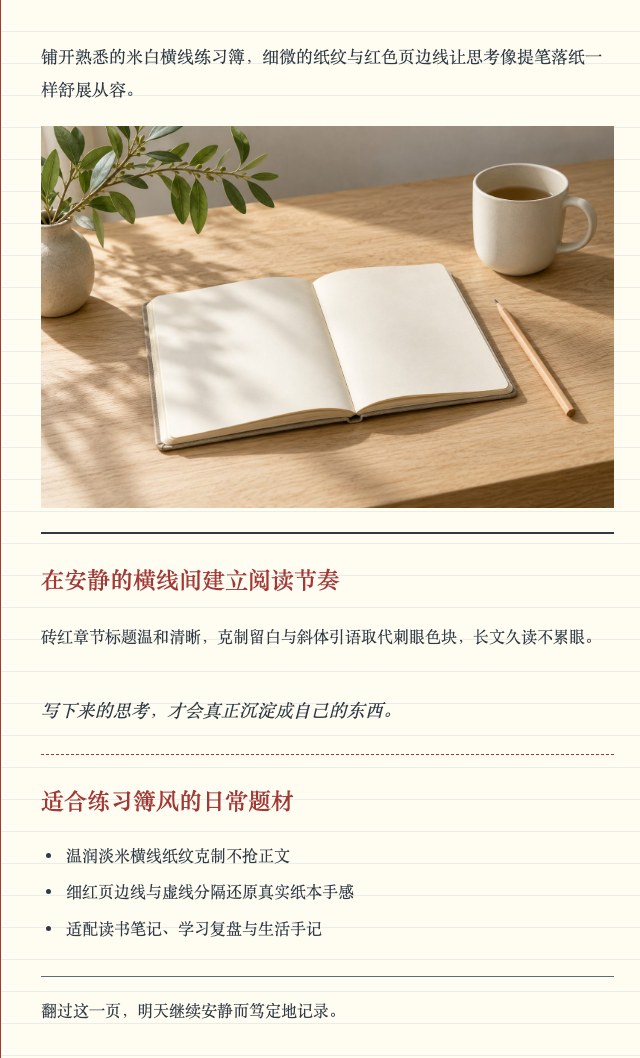 铺开熟悉的米白横线练习簿，细微的纸纹与红色页边线让思考像提笔落纸一
样舒展从容。
在安静的横线间建立阅读节奏
砖红章节标题温和清晰，克制留白与斜体引语取代刺眼色块，长文久读不累眼。
写下来的思考，才会真正沉淀成自己的东西。
适合练习簿风的日常题材
• 温润淡米横线纸纹克制不抢正文
• 细红页边线与虚线分隔还原真实纸本手感
• 适配读书笔记、学习复盘与生活手记
翻过这一页，明天继续安静而笃定地记录。